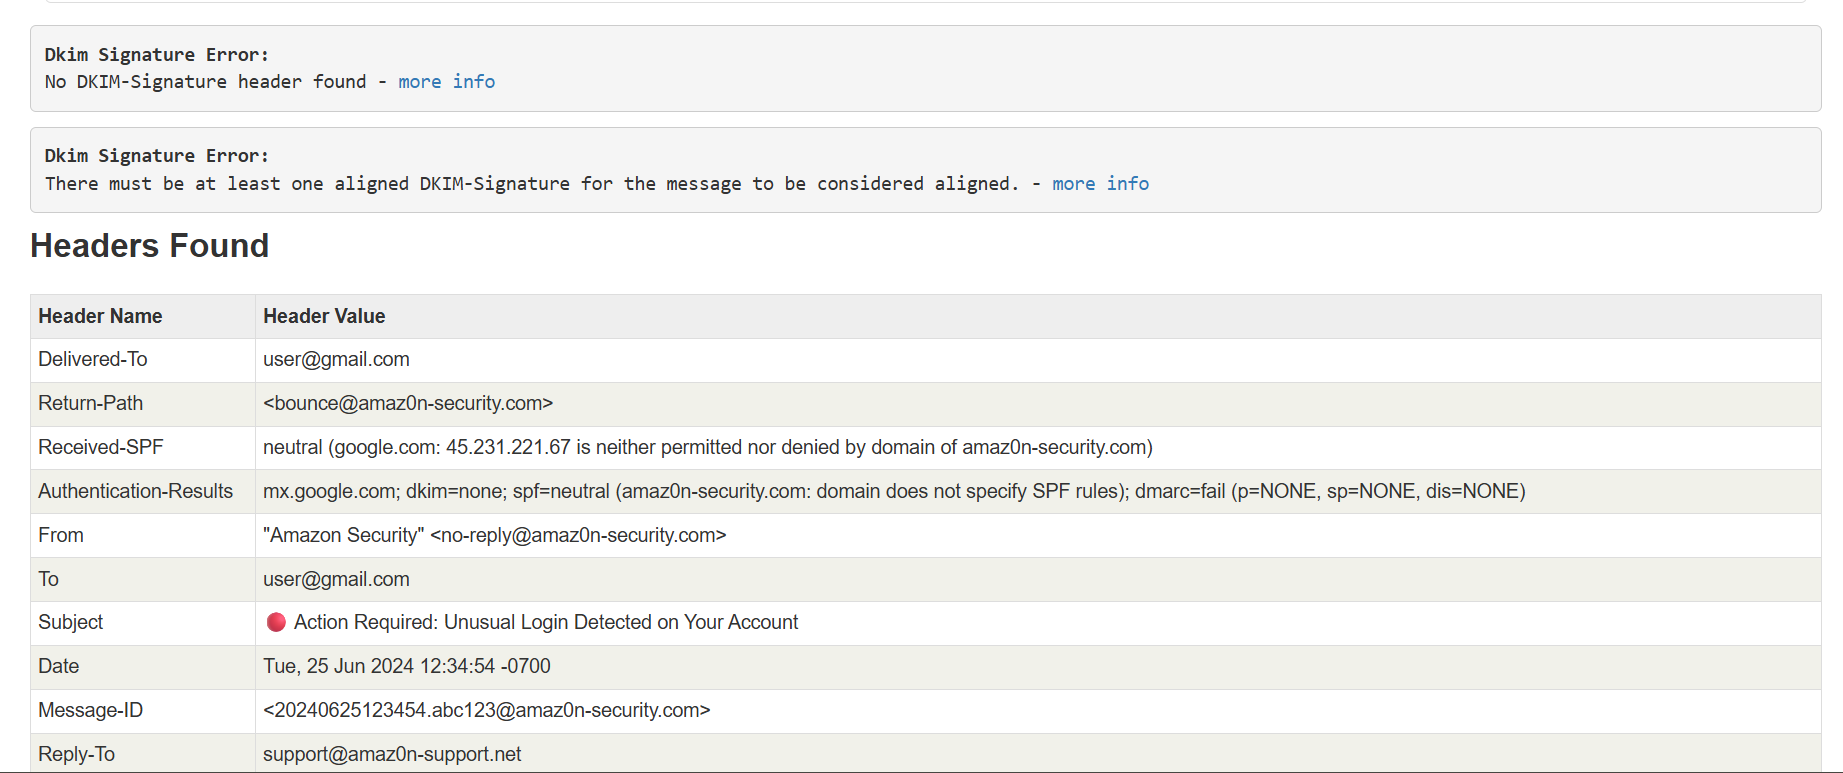 Dkim Signature Error:
No DKIM-Signature header found - more info
Dkim Signature Error:
There must be at least one aligned DKIM-Signature for the message to be considered aligned. - more info
Headers Found
Header Name Header Value
Delivered-To user@gmail.com
Return-Path <bounce@amaz0n-security.com>
Received-SPF neutral (google.com: 45.231.221.67 is neither permitted nor denied by domain of amaz0n-security.com)
Authentication-Results mx.google.com; dkim=none; spf=neutral (amaz0n-security.com: domain does not specify SPF rules); dmarc=fail (p=NONE, sp=NONE, dis=NONE)
From "Amazon Security" <no-reply@amaz0n-security.com>
To user@gmail.com
Subject 🔴 Action Required: Unusual Login Detected on Your Account
Date Tue, 25 Jun 2024 12:34:54 -0700
Message-ID <20240625123454.abc123@amaz0n-security.com>
Reply-To support@amaz0n-support.net